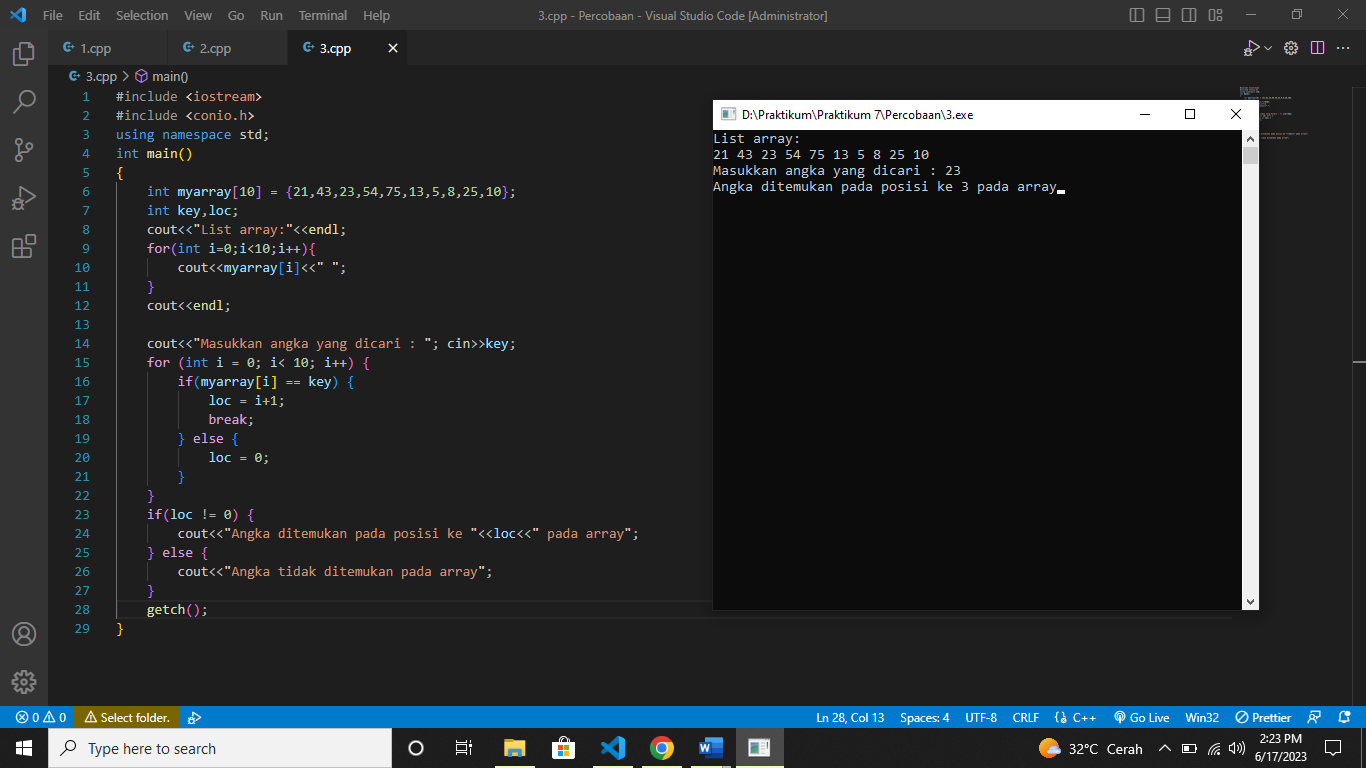 File Edit Selection View Go Run Terminal Help 3.cpp - Percobaan - Visual Studio Code [Administrator]
1.cpp 2.cpp 3.cpp
3.cpp > main()
1 #include <iostream>
2 #include <conio.h>
3 using namespace std;
4 int main()
5 {
6 int myarray[10] = {21,43,23,54,75,13,5,8,25,10};
7 int key,loc;
8 cout<<"List array:"<<endl;
9 for(int i=0;i<10;i++){
10 cout<<myarray[i]<<" ";
11 }
12 cout<<endl;
13
14 cout<<"Masukkan angka yang dicari : "; cin>>key;
15 for (int i = 0; i< 10; i++) {
16 if(myarray[i] == key) {
17 loc = i+1;
18 break;
19 } else {
20 loc = 0;
21 }
22 }
23 if(loc != 0) {
24 cout<<"Angka ditemukan pada posisi ke "<<loc<<" pada array";
25 } else {
26 cout<<"Angka tidak ditemukan pada array";
27 }
28 getch();
29 }
D:\Praktikum\Praktikum 7\Percobaan\3.exe
List array:
21 43 23 54 75 13 5 8 25 10
Masukkan angka yang dicari : 23
Angka ditemukan pada posisi ke 3 pada array
0 0 Select folder. Ln 28, Col 13 Spaces: 4 UTF-8 CRLF C++ Go Live Win32 Prettier
Type here to search 32°C Cerah 2:23 PM
6/17/2023